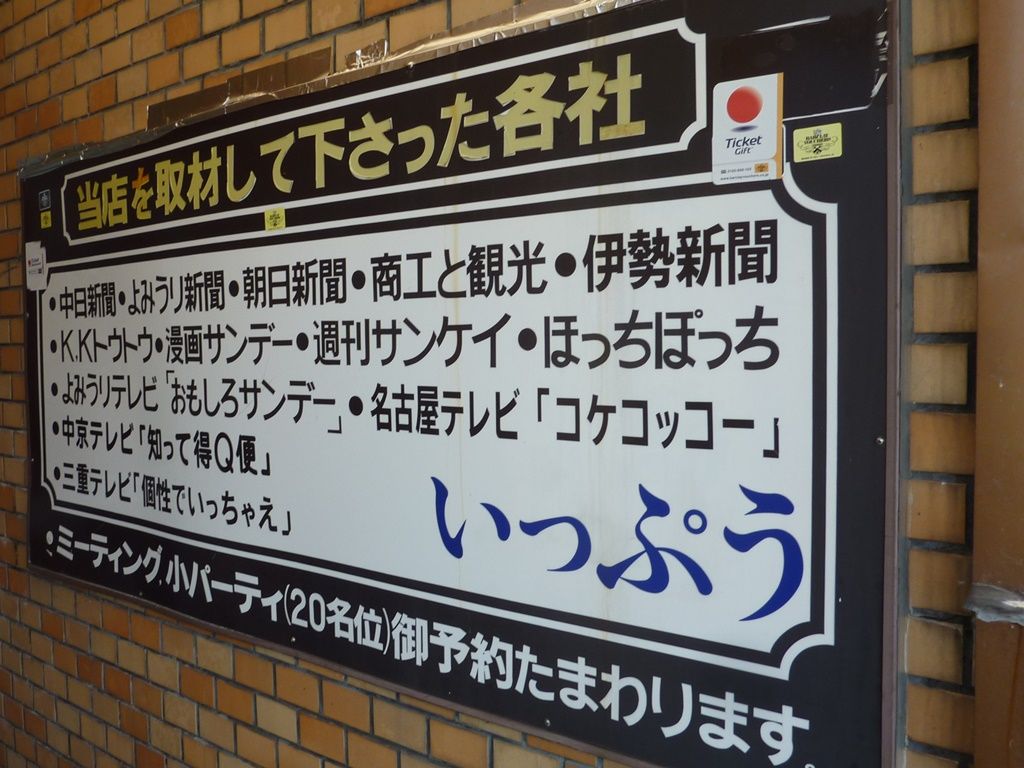 当店を取材して下さった各社
Ticket
Gift
・中日新聞・よみうり新聞・朝日新聞・商工と観光・伊勢新聞
・K.Kトウトウ・漫画サンデー・週刊サンケイ・ほっちぽっち
・よみうりテレビ「おもしろサンデー」・名古屋テレビ「コケコッコー」
・中京テレビ「知って得Q便」
・三重テレビ「個性でいっちゃえ」
いっぷう
・ミーティング、小パーティ(20名位)御予約たまわります。